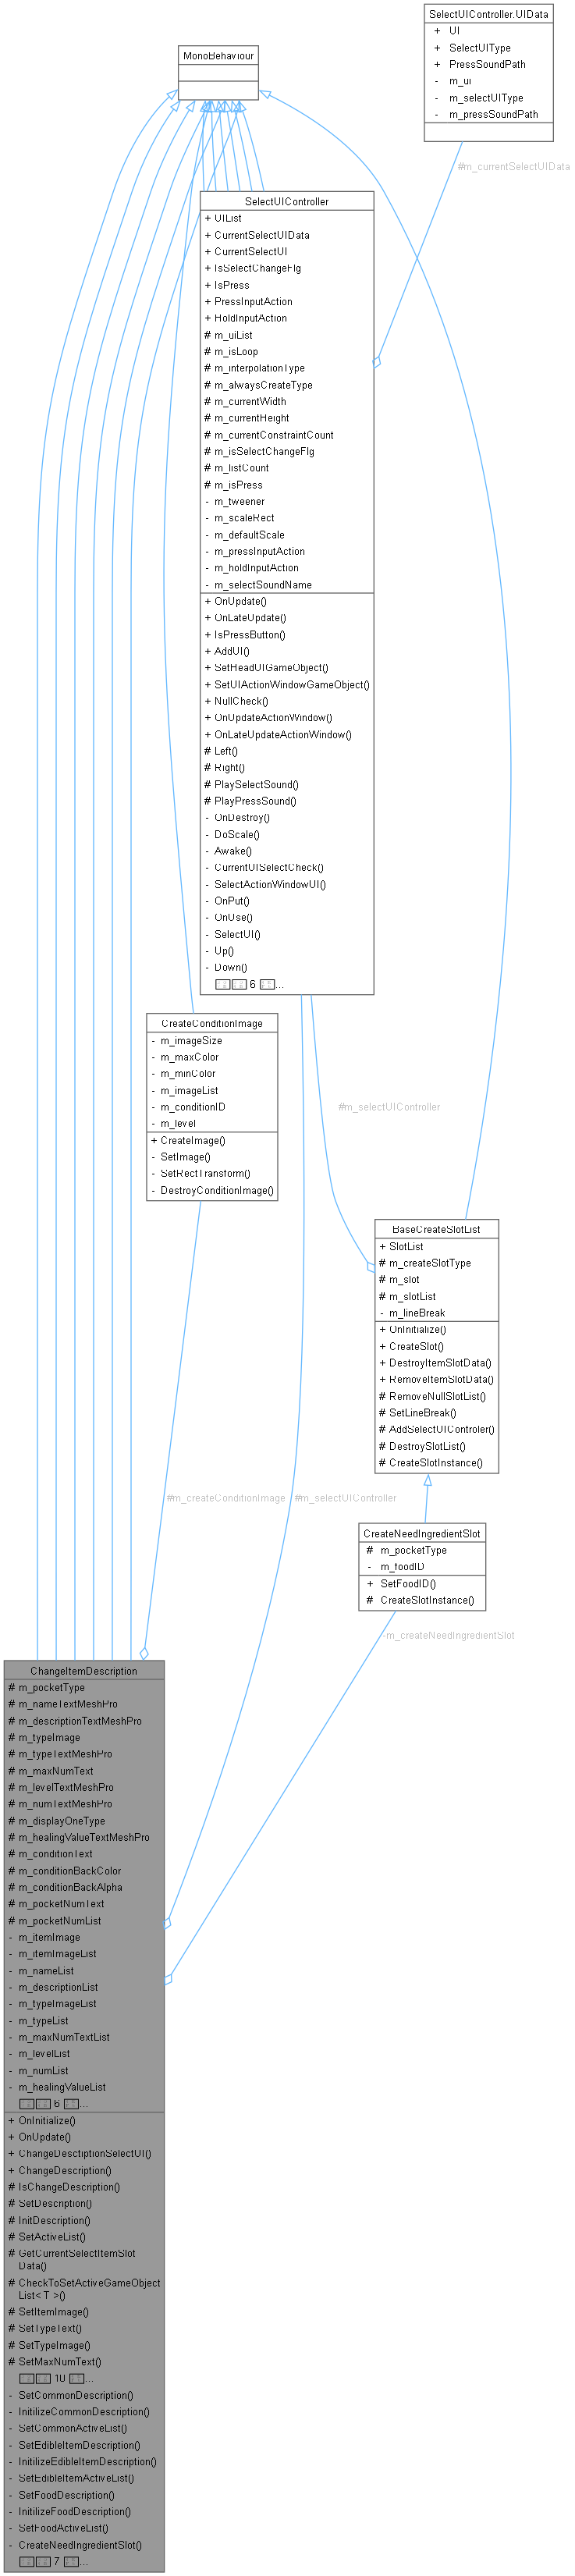 SelectUIController.UIData
+ UI
+ SelectUIType
+ PressSoundPath
- m_ui
- m_selectUIType
- m_pressSoundPath
MonoBehaviour
#m_currentSelectUIData
SelectUIController
+ UIList
+ CurrentSelectUIData
+ CurrentSelectUI
+ IsSelectChangeFlg
+ IsPress
+ PressInputAction
+ HoldInputAction
# m_uiList
# m_isLoop
# m_interpolationType
# m_alwaysCreateType
# m_currentWidth
# m_currentHeight
# m_currentConstraintCount
# m_isSelectChangeFlg
# m_listCount
# m_isPress
- m_tweener
- m_scaleRect
- m_defaultScale
- m_pressInputAction
- m_holdInputAction
- m_selectSoundName
+ OnUpdate()
+ OnLateUpdate()
+ IsPressButton()
+ AddUI()
+ SetHeadUIGameObject()
+ SetUIActionWindowGameObject()
+ NullCheck()
+ OnUpdateActionWindow()
+ OnLateUpdateActionWindow()
# Left()
# Right()
# PlaySelectSound()
# PlayPressSound()
- OnDestroy()
- DoScale()
- Awake()
- CurrentUISelectCheck()
- SelectActionWindowUI()
- OnPut()
- OnUse()
- SelectUI()
- Up()
- Down()
6 ...
CreateConditionImage
- m_imageSize
- m_maxColor
- m_minColor
- m_imageList
- m_conditionID
- m_level
+ CreateImage()
- SetImage()
- SetRectTransform()
- DestroyConditionImage()
#m_selectUIController
BaseCreateSlotList
+ SlotList
# m_createSlotType
# m_slot
# m_slotList
- m_lineBreak
+ OnInitialize()
+ CreateSlot()
+ DestroyItemSlotData()
+ RemoveItemSlotData()
# RemoveNullSlotList()
# SetLineBreak()
# AddSelectUIControler()
# DestroySlotList()
# CreateSlotInstance()
#m_createConditionImage
#m_selectUIController
CreateNeedIngredientSlot
# m_pocketType
- m_foodID
+ SetFoodID()
# CreateSlotInstance()
-m_createNeedIngredientSlot
ChangeItemDescription
# m_pocketType
# m_nameTextMeshPro
# m_descriptionTextMeshPro
# m_typeImage
# m_typeTextMeshPro
# m_maxNumText
# m_levelTextMeshPro
# m_numTextMeshPro
# m_displayOneType
# m_healingValueTextMeshPro
# m_conditionText
# m_conditionBackColor
# m_conditionBackAlpha
# m_pocketNumText
# m_pocketNumList
- m_itemImage
- m_itemImageList
- m_nameList
- m_descriptionList
- m_typeImageList
- m_typeList
- m_maxNumTextList
- m_levelList
- m_numList
- m_healingValueList
6 ...
+ OnInitialize()
+ OnUpdate()
+ ChangeDesctiptionSelectUI()
+ ChangeDescription()
# IsChangeDescription()
# SetDescription()
# InitDescription()
# SetActiveList()
# GetCurrentSelectItemSlot
Data()
# CheckToSetActiveGameObject
List< T >()
# SetItemImage()
# SetTypeText()
# SetTypeImage()
# SetMaxNumText()
10 ...
- SetCommonDescription()
- InitilizeCommonDescription()
- SetCommonActiveList()
- SetEdibleItemDescription()
- InitilizeEdibleItemDescription()
- SetEdibleItemActiveList()
- SetFoodDescription()
- InitilizeFoodDescription()
- SetFoodActiveList()
- CreateNeedIngredientSlot()
7 ...